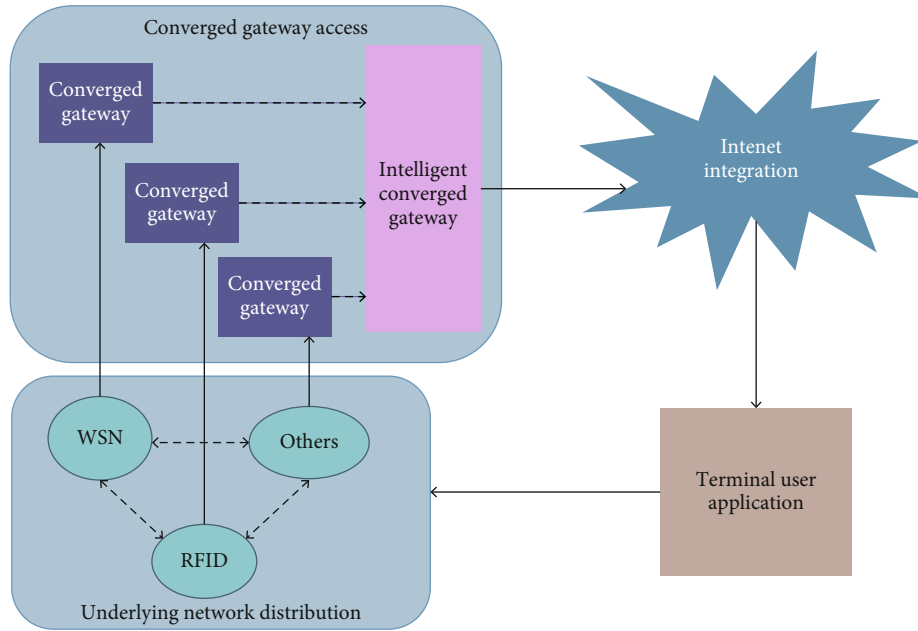 Converged gateway access
Converged
gateway
Converged
gateway
Converged
gateway
Intelligent
converged
gateway
Intenet
integration
WSN
Others
RFID
Underlying network distribution
Terminal user
application